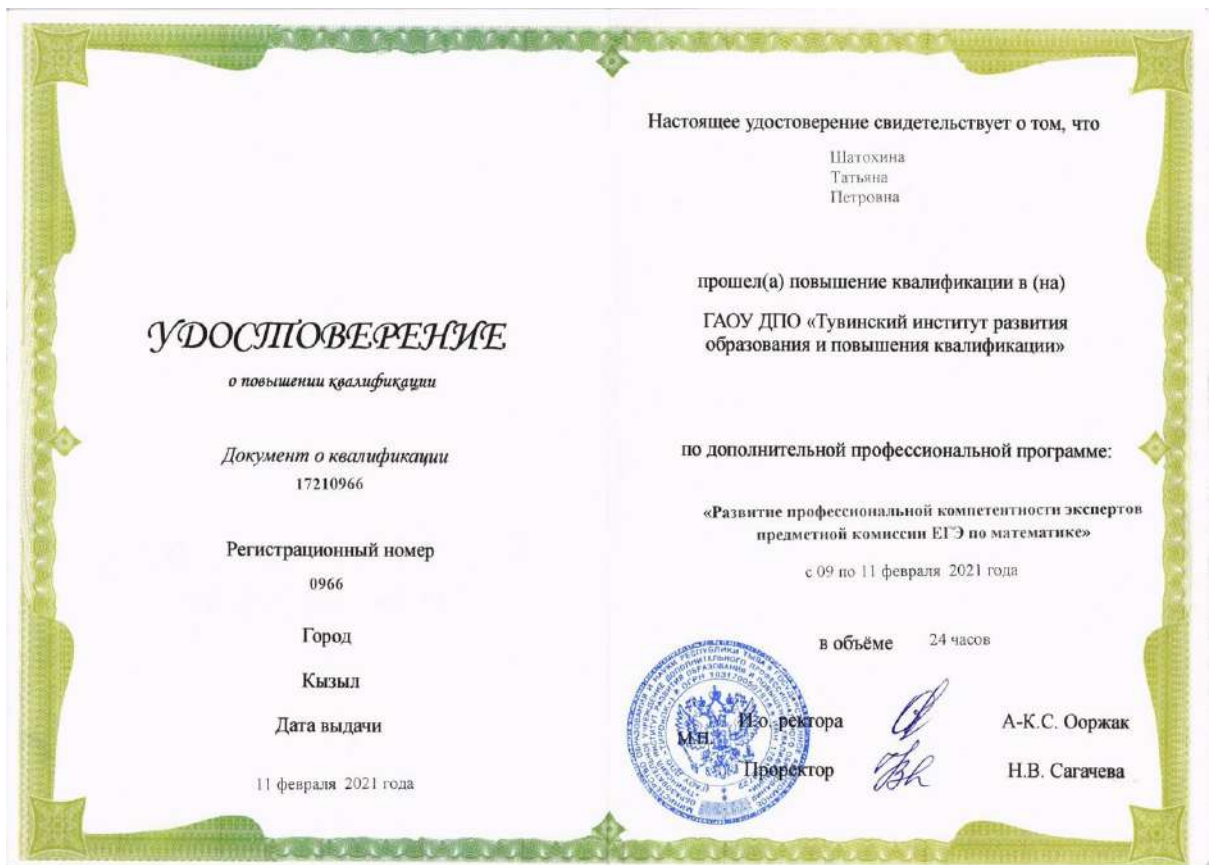 УДОСТОВЕРЕНИЕ
о повышении квалификации
Документ о квалификации
17210966
Регистрационный номер
0966
Город
Кызыл
Дата выдачи
11 февраля 2021 года
Настоящее удостоверение свидетельствует о том, что
Шатохина
Татьяна
Петровна
прошел(а) повышение квалификации в (на)
ГАОУ ДПО «Тувинский институт развития
образования и повышения квалификации»
по дополнительной профессиональной программе:
«Развитие профессиональной компетентности экспертов
предметной комиссии ЕГЭ по математике»
с 09 по 11 февраля 2021 года
в объёме 24 часов
И.о. ректора А-К.С. Ооржак
М.П.
Проректор Н.В. Сагачева